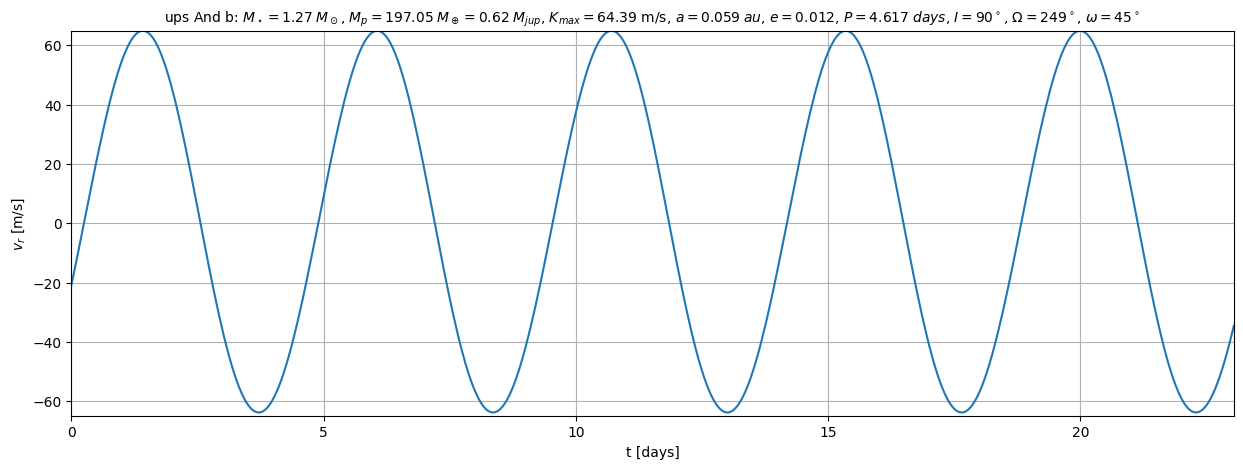 ups And b: $M_\star = 1.27\ M_\odot$, $M_p = 197.05\ M_\oplus = 0.62\ M_{jup}$, $K_{max} = 64.39$ m/s, $a = 0.059\ au$, $e = 0.012$, $P = 4.617\ days$, $I = 90^\circ$, $\Omega = 249^\circ$, $\omega = 45^\circ$
60
40
20
0
−20
−40
−60
$v_r$ [m/s]
0 5 10 15 20
t [days]